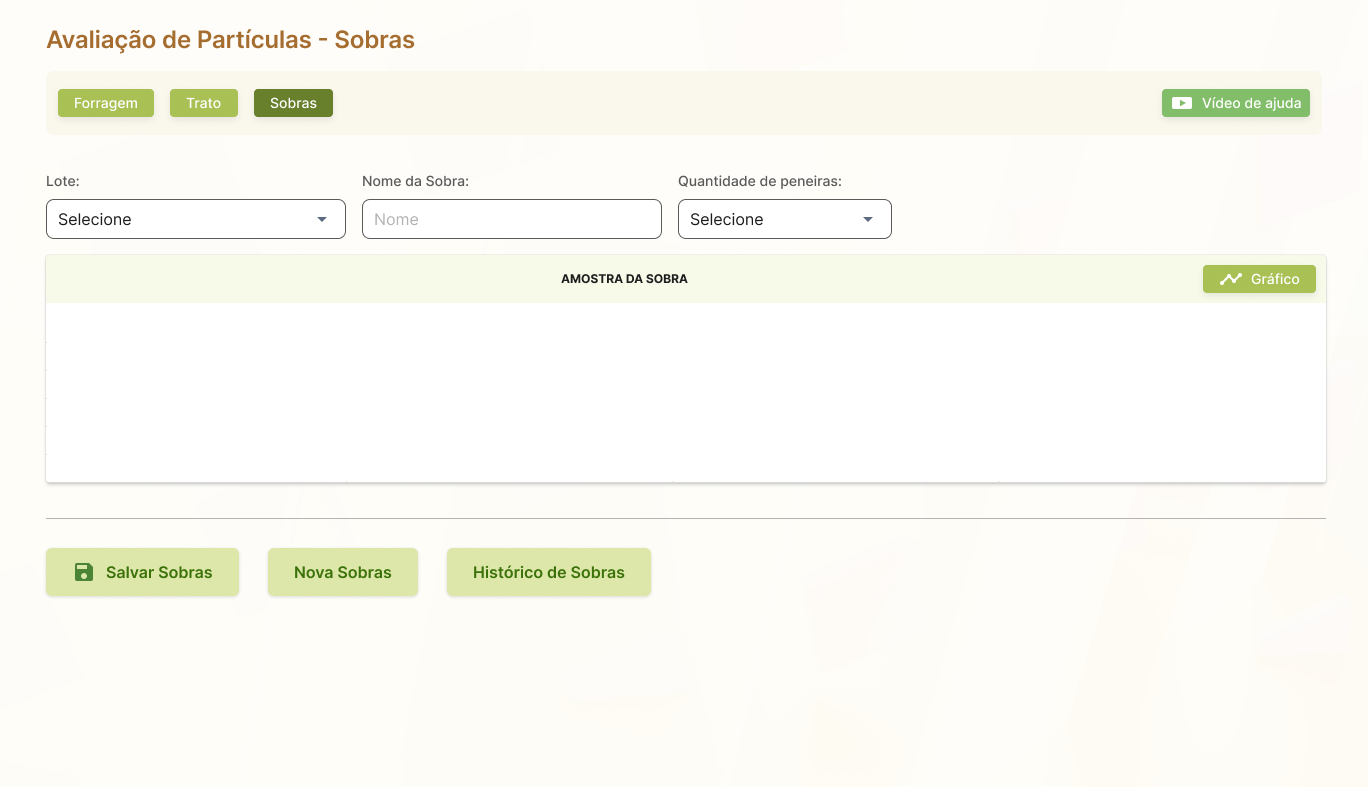 Avaliação de Partículas - Sobras
Forragem Trato Sobras Vídeo de ajuda
Lote: Nome da Sobra: Quantidade de peneiras:
Selecione Nome Selecione
AMOSTRA DA SOBRA Gráfico
Salvar Sobras Nova Sobras Histórico de Sobras